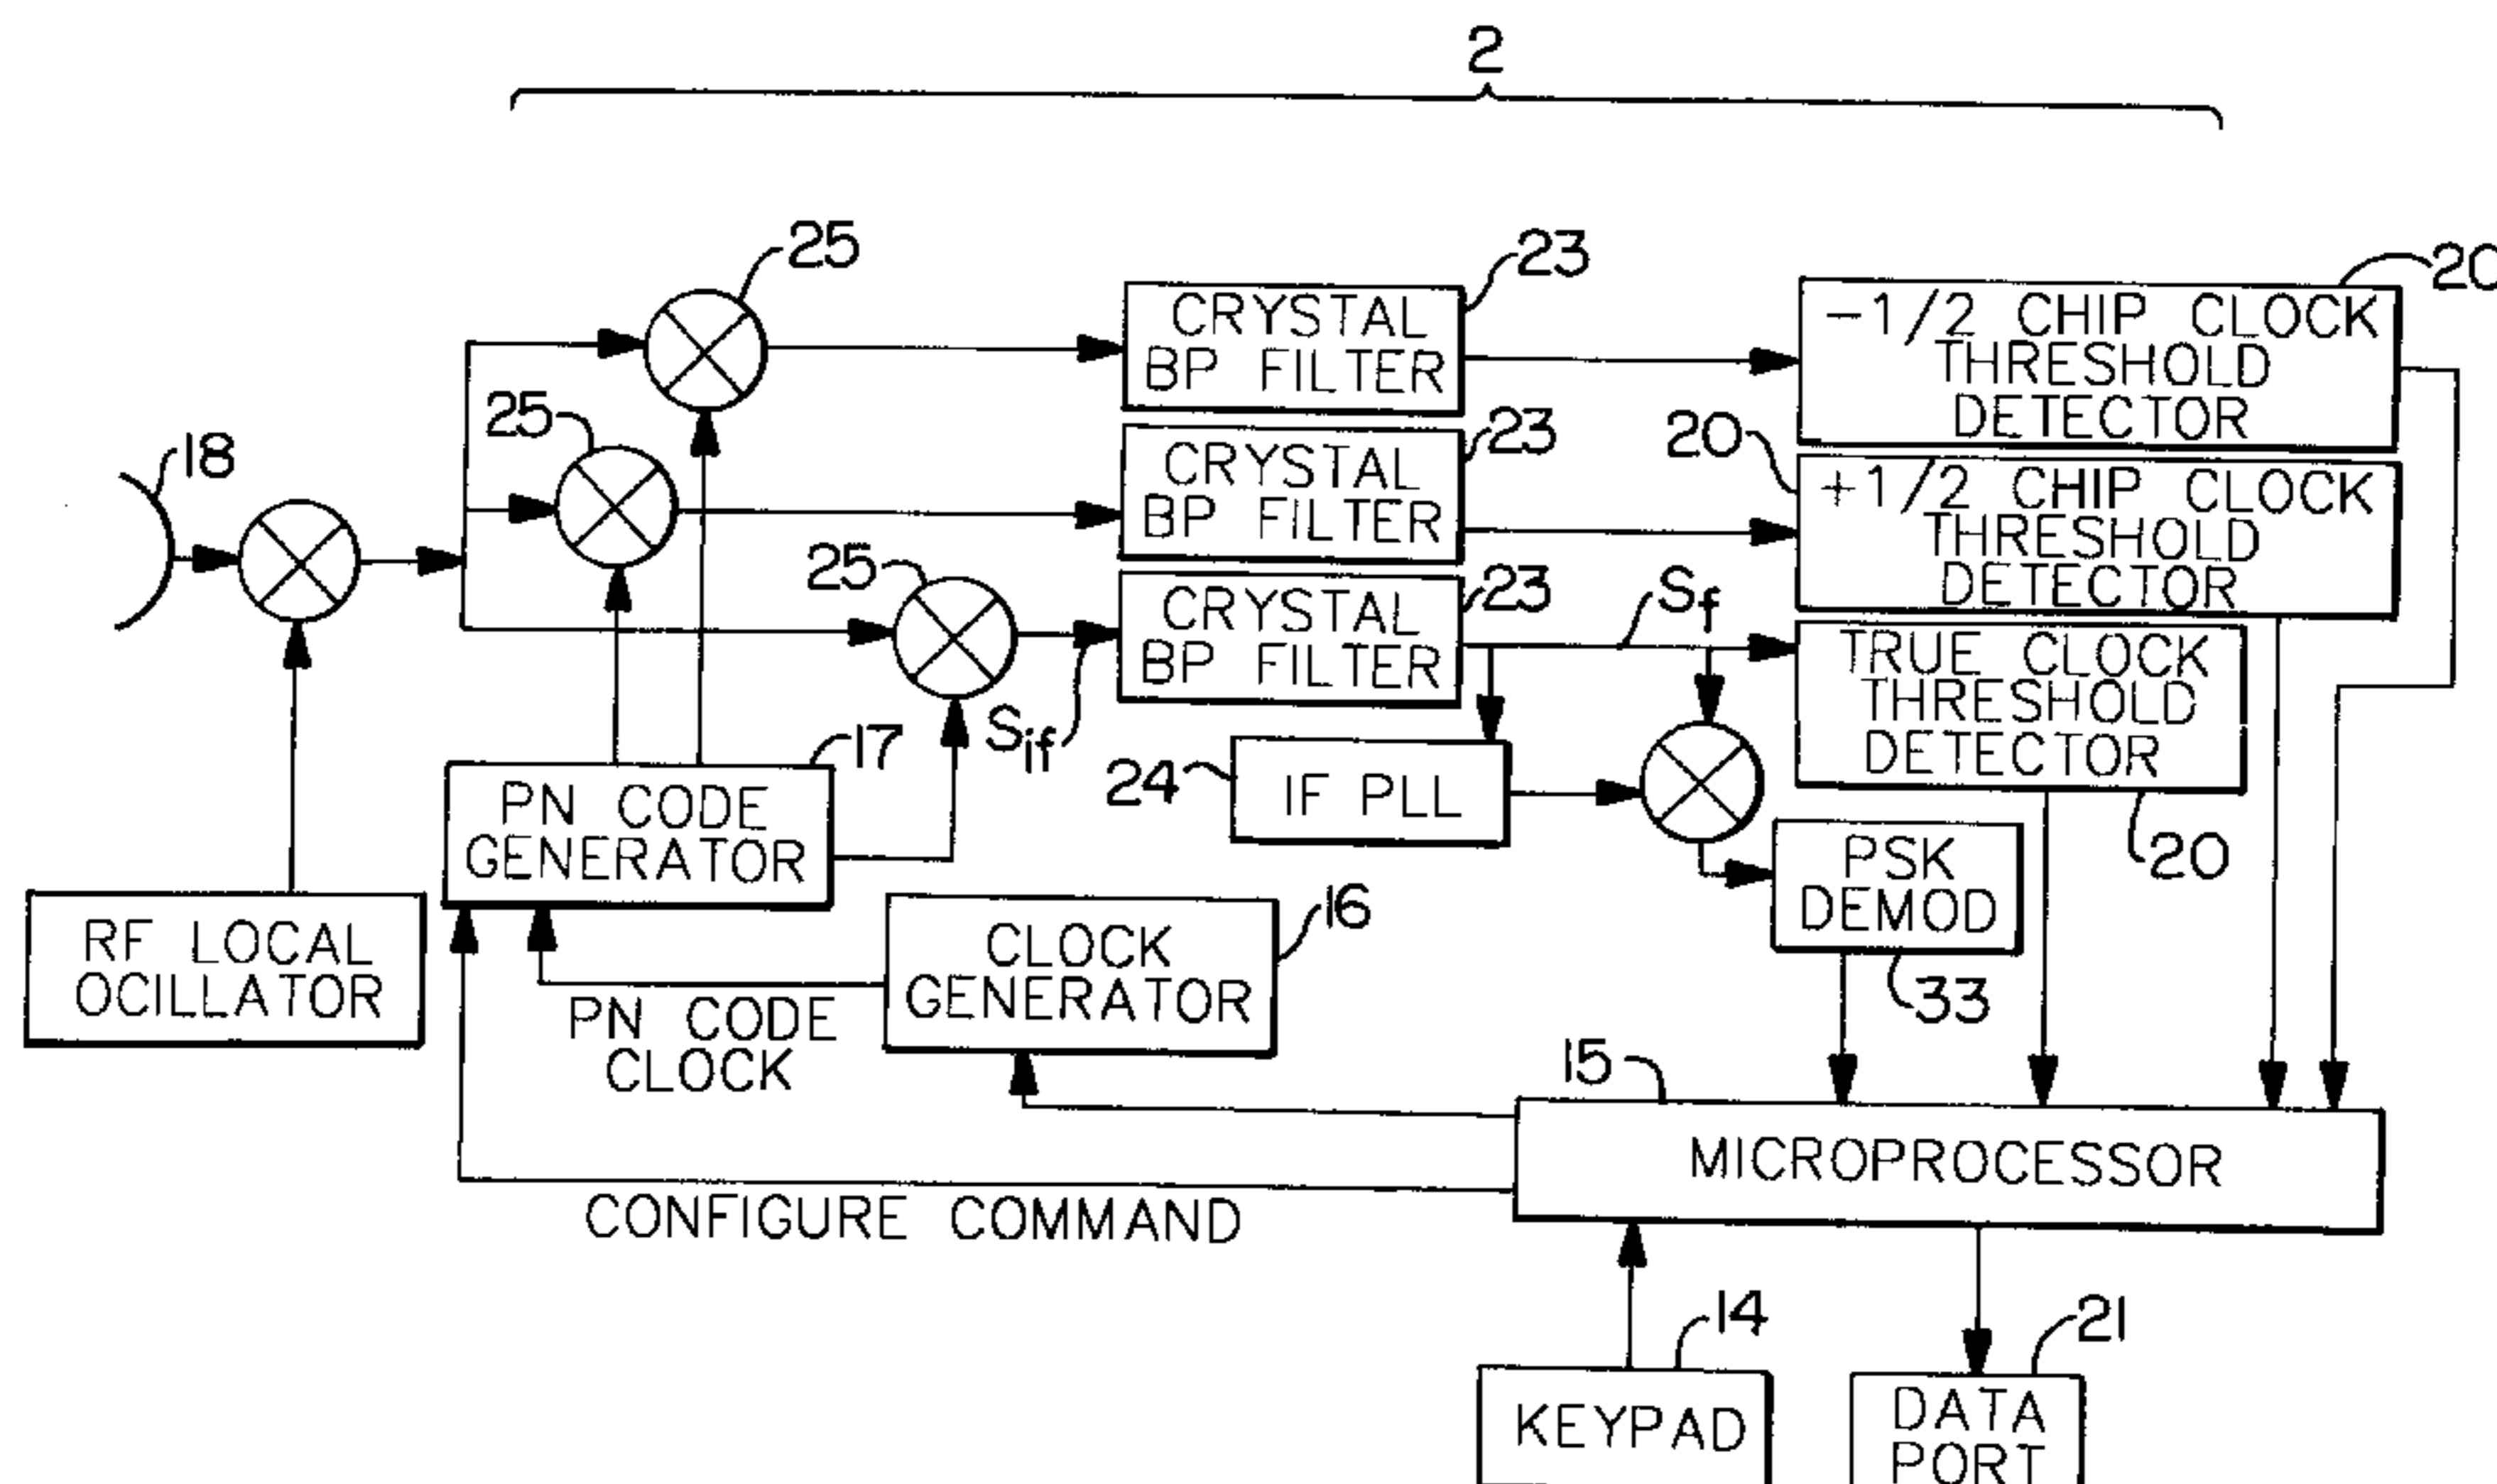 2
25
23
20
CRYSTAL
BP FILTER
-1/2 CHIP CLOCK
THRESHOLD
DETECTOR
25
23
20
18
CRYSTAL
BP FILTER
+1/2 CHIP CLOCK
THRESHOLD
DETECTOR
25
23
Sf
CRYSTAL
BP FILTER
TRUE CLOCK
THRESHOLD
DETECTOR
Sif
17
24
IF PLL
PN CODE
GENERATOR
20
PSK
DEMOD
16
RF LOCAL
OCILLATOR
CLOCK
GENERATOR
33
PN CODE
CLOCK
15
MICROPROCESSOR
CONFIGURE COMMAND
14
21
KEYPAD
DATA
PORT